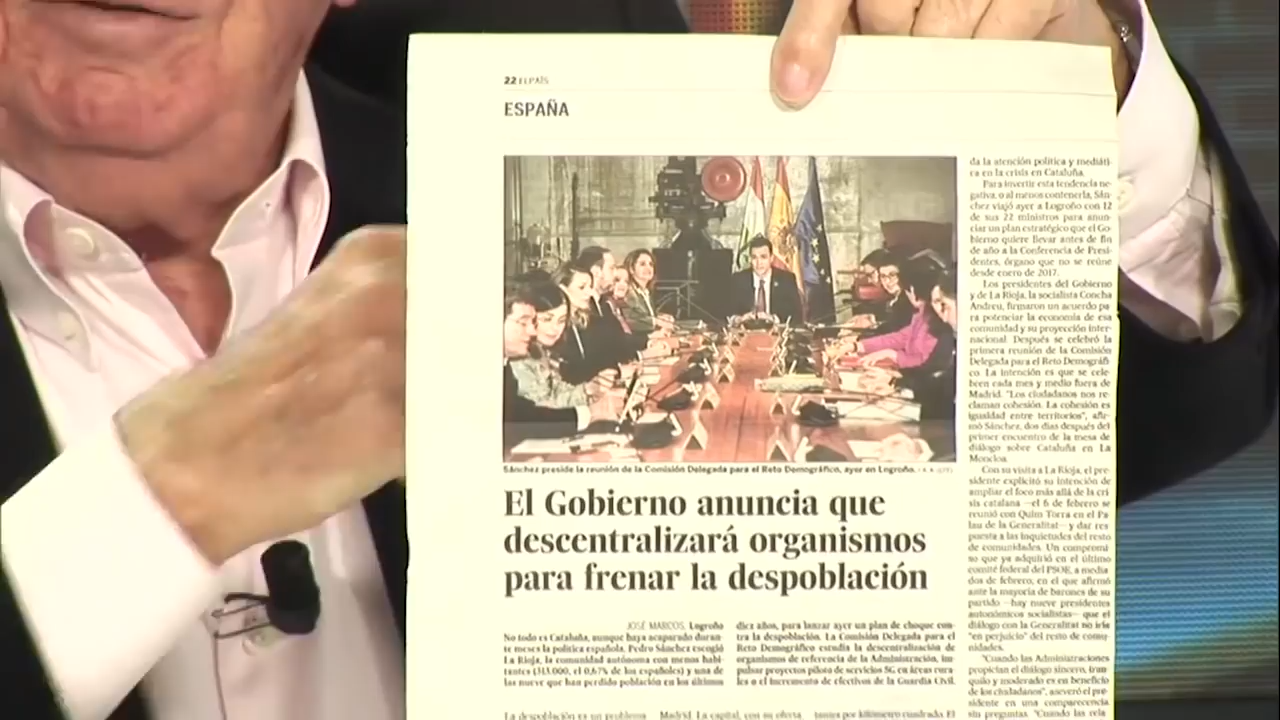 22 EL PAÍS
ESPAÑA
Sánchez preside la reunión de la Comisión Delegada para el Reto Demográfico, ayer en Logroño.
El Gobierno anuncia que
descentralizará organismos
para frenar la despoblación
JOSÉ MARCOS, Logroño
No todo es Cataluña, aunque haya acaparado duran-
te meses la política española. Pedro Sánchez escogió
La Rioja, la comunidad autónoma con menos habi-
tantes (313.000, el 0,67% de los españoles) y una de
las nueve que han perdido población en los últimos
diez años, para lanzar ayer un plan de choque con-
tra la despoblación. La Comisión Delegada para el
Reto Demográfico estudia la descentralización de
organismos de referencia de la Administración, im-
pulsar proyectos piloto de servicios 5G en áreas rura-
les o el incremento de efectivos de la Guardia Civil.
La despoblación es un problema
Madrid. La capital, con su oferta
tantes por kilómetro cuadrado. El
da la atención política y mediáti-
ca en la crisis en Cataluña.
Para invertir esta tendencia ne-
gativa, o al menos contenerla, Sán-
chez viajó ayer a Logroño con 12
de sus 22 ministros para anun-
ciar un plan estratégico que el Go-
bierno quiere llevar antes de fin
de año a la Conferencia de Presi-
dentes, órgano que no se reúne
desde enero de 2017.
Los presidentes del Gobierno
y de La Rioja, la socialista Concha
Andreu, firmaron un acuerdo pa-
ra potenciar la economía de esa
comunidad y su proyección inter-
nacional. Después se celebró la
primera reunión de la Comisión
Delegada para el Reto Demográfi-
co. La intención es que se cele-
bren cada mes y medio fuera de
Madrid. "Los ciudadanos nos re-
claman cohesión. La cohesión es
igualdad entre territorios", afir-
mó Sánchez, dos días después del
primer encuentro de la mesa de
diálogo sobre Cataluña en La
Moncloa.
Con su visita a La Rioja, el pre-
sidente explicitó su intención de
ampliar el foco más allá de la cri-
sis catalana —el 6 de febrero se
reunió con Quim Torra en el Pa-
lau de la Generalitat— y dar res-
puesta a las inquietudes del resto
de comunidades. Un compromi-
so que ya adquirió en el último
comité federal del PSOE, a media-
dos de febrero, en el que afirmó
ante la mayoría de barones de su
partido —hay nueve presidentes
autonómicos socialistas— que el
diálogo con la Generalitat no iría
"en perjuicio" del resto de comu-
nidades.
"Cuando las Administraciones
propician el diálogo sincero, tran-
quilo y moderado es en beneficio
de los ciudadanos", aseveró el pre-
sidente en una comparecencia
sin preguntas. "Cuando las rela-